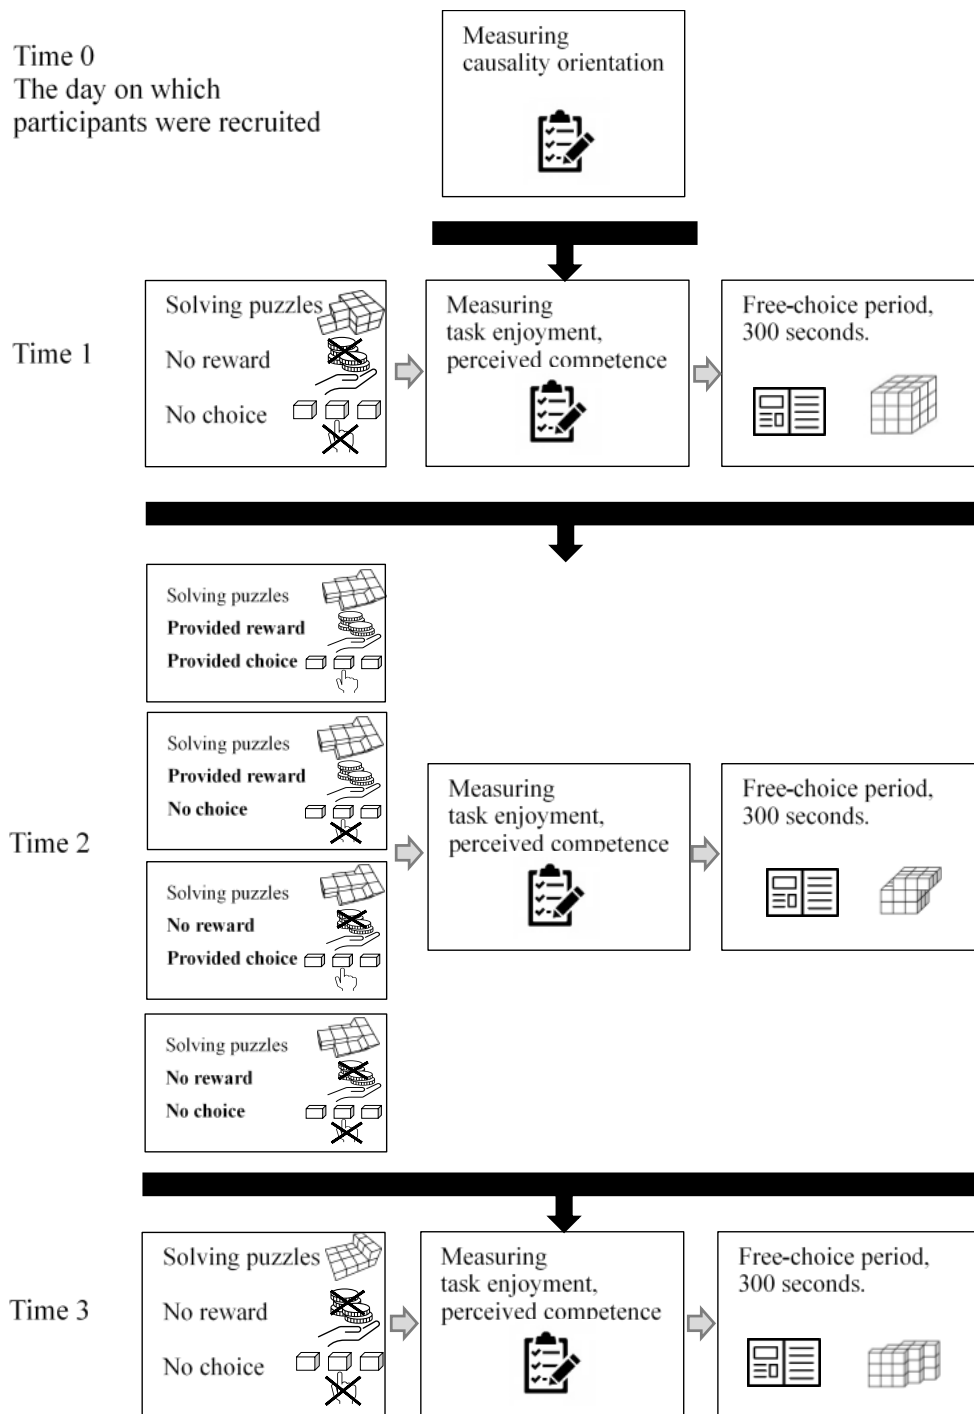 Time 0
The day on which
participants were recruited
Measuring
causality orientation
Time 1
Solving puzzles
No reward
No choice
Measuring
task enjoyment,
perceived competence
Free-choice period,
300 seconds.
Time 2
Solving puzzles
Provided reward
Provided choice
Solving puzzles
Provided reward
No choice
Solving puzzles
No reward
Provided choice
Solving puzzles
No reward
No choice
Measuring
task enjoyment,
perceived competence
Free-choice period,
300 seconds.
Time 3
Solving puzzles
No reward
No choice
Measuring
task enjoyment,
perceived competence
Free-choice period,
300 seconds.